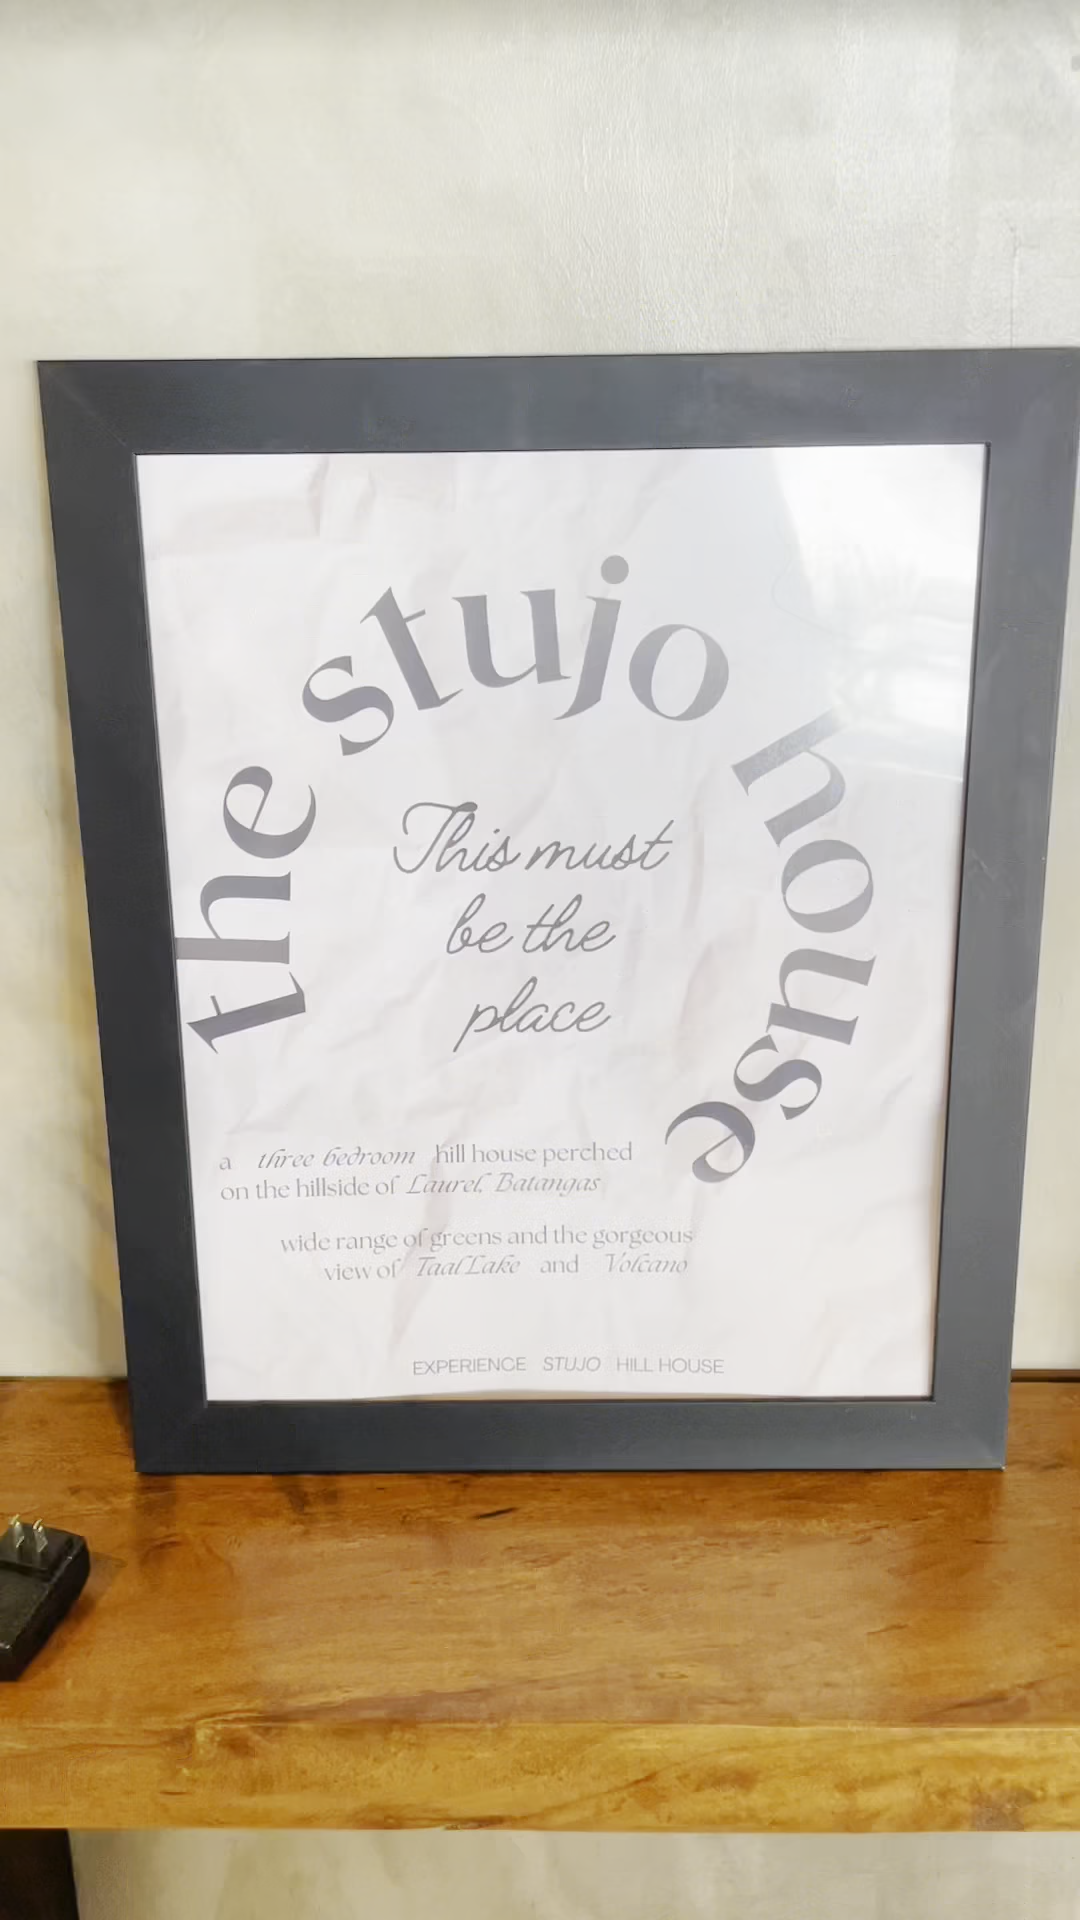 the stujo house
This must
be the
place
a three bedroom hill house perched
on the hillside of Laurel, Batangas
wide range of greens and the gorgeous
view of Taal Lake and Volcano
EXPERIENCE STUJO HILL HOUSE